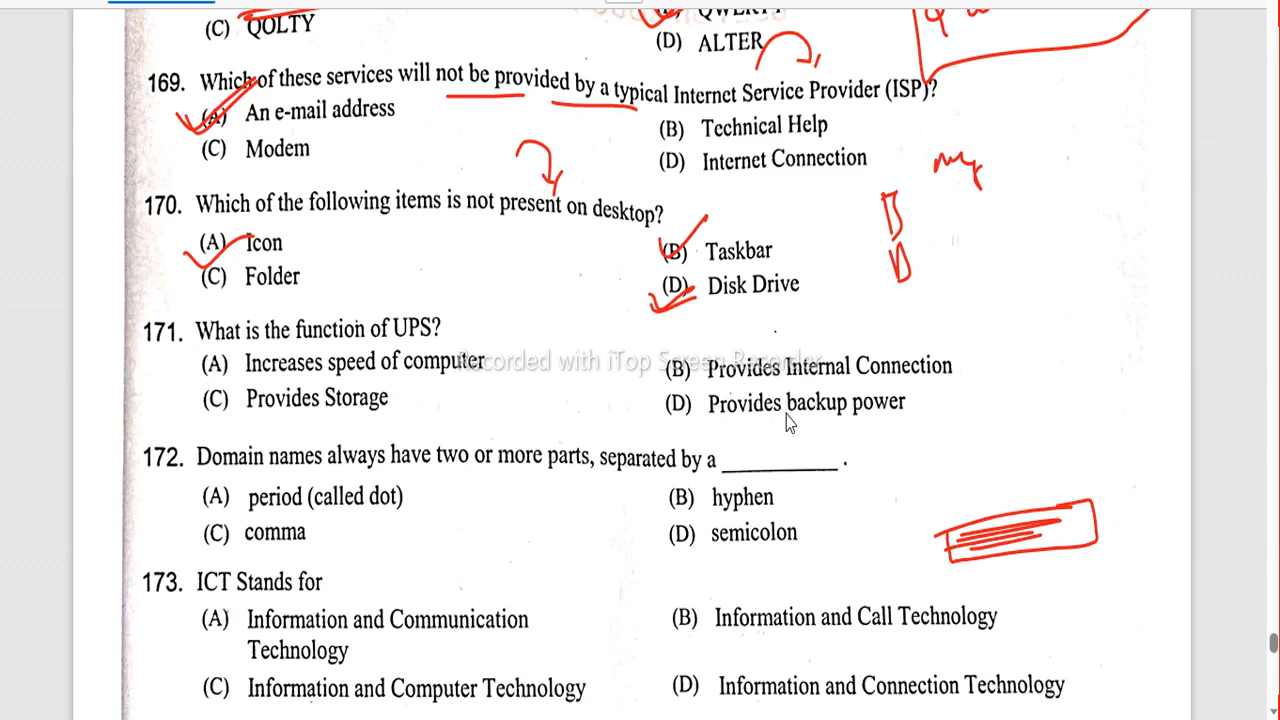 (C) QOLTY
QWERTY
(D) ALTER
169. Which of these services will not be provided by a typical Internet Service Provider (ISP)?
(A) An e-mail address
(B) Technical Help
(C) Modem
(D) Internet Connection
170. Which of the following items is not present on desktop?
(A) Icon
(B) Taskbar
(C) Folder
(D) Disk Drive
171. What is the function of UPS?
(A) Increases speed of computer
(B) Provides Internal Connection
Recorded with iTop Screen Recorder
(C) Provides Storage
(D) Provides backup power
172. Domain names always have two or more parts, separated by a __________ .
(A) period (called dot)
(B) hyphen
(C) comma
(D) semicolon
173. ICT Stands for
(A) Information and Communication
Technology
(B) Information and Call Technology
(C) Information and Computer Technology
(D) Information and Connection Technology